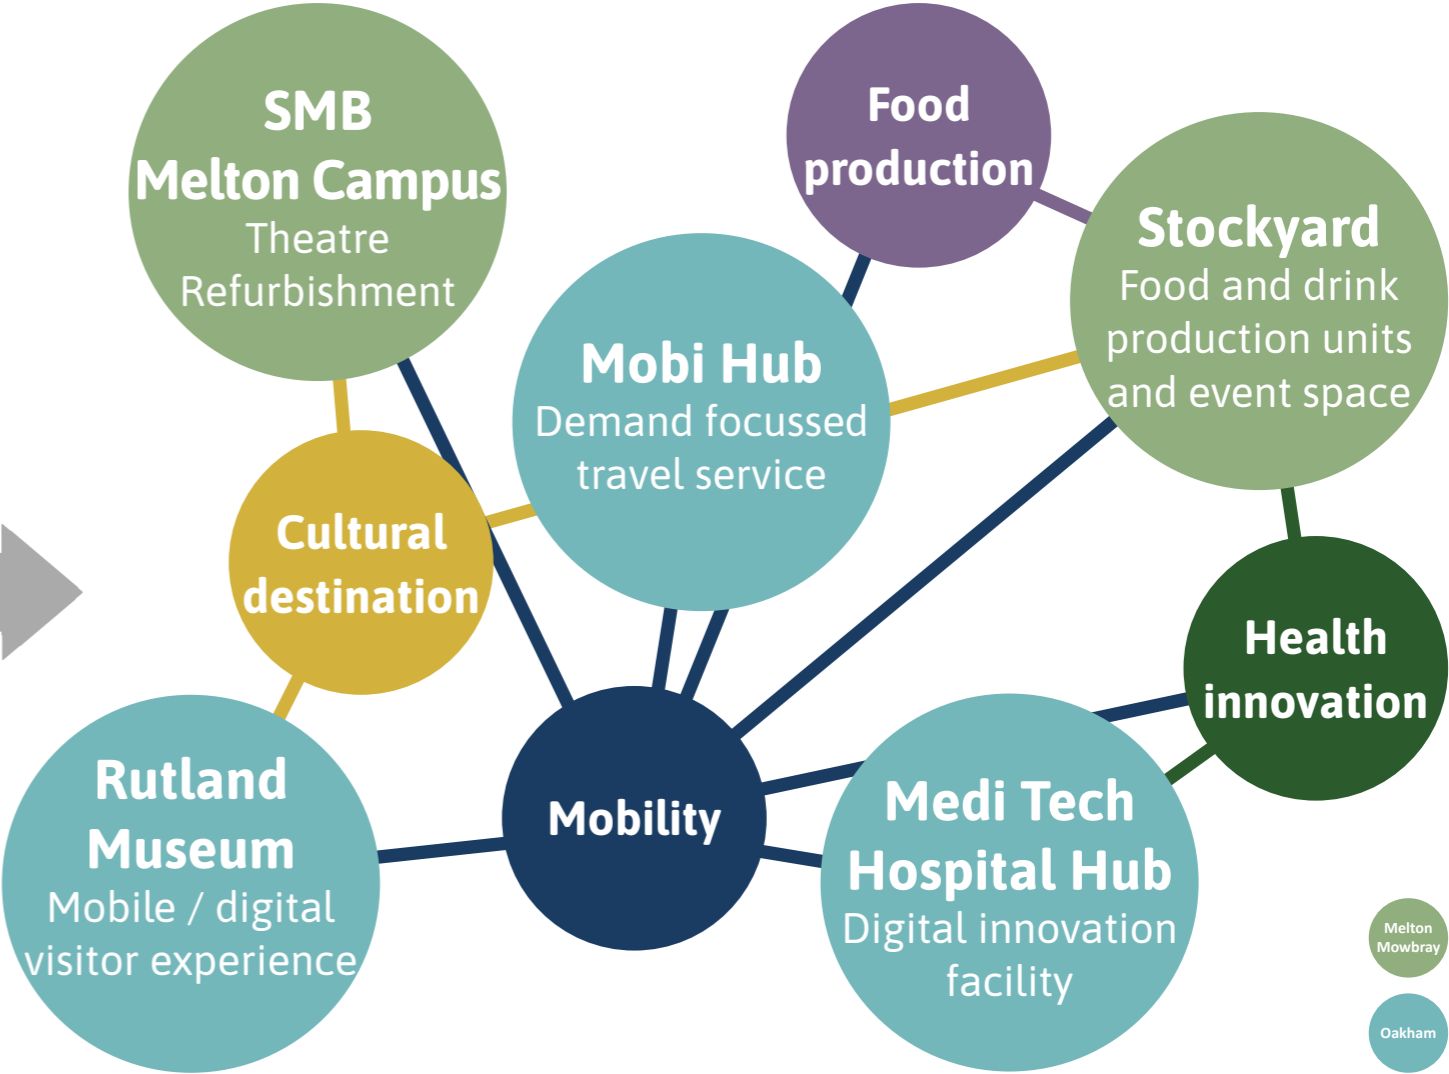 SMB
Melton Campus
Theatre
Refurbishment
Food
production
Stockyard
Food and drink
production units
and event space
Mobi Hub
Demand focussed
travel service
Cultural
destination
Health
innovation
Rutland
Museum
Mobile / digital
visitor experience
Mobility
Medi Tech
Hospital Hub
Digital innovation
facility
Melton
Mowbray
Oakham